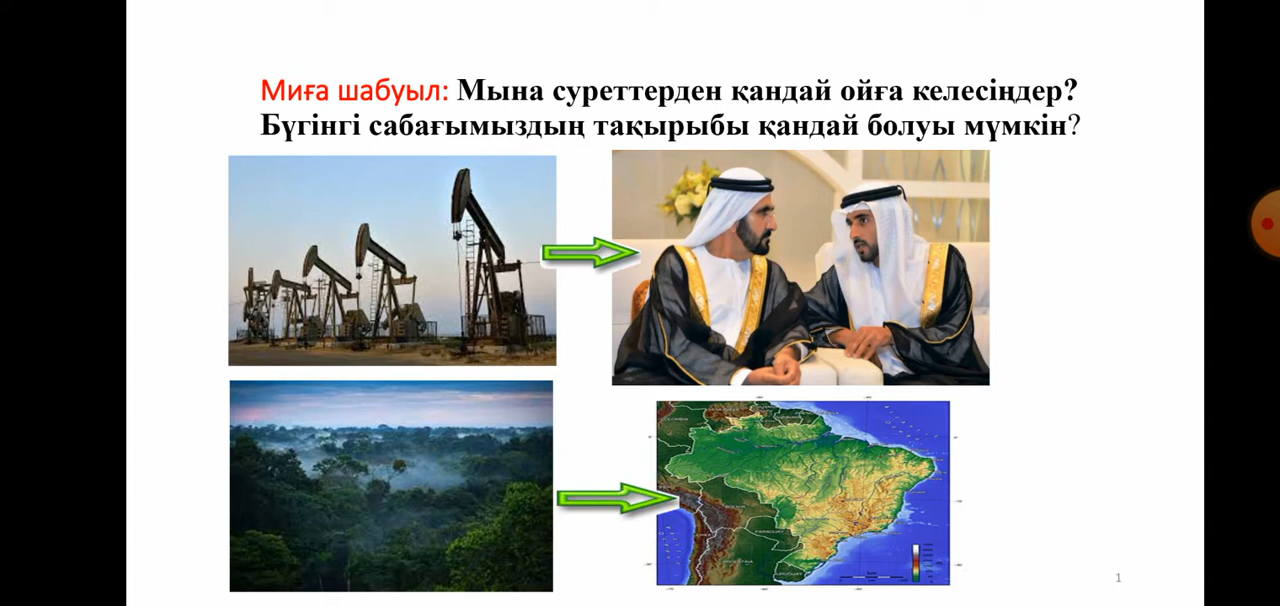 Миға шабуыл: Мына суреттерден қандай ойға келесіңдер?
Бүгінгі сабағымыздың тақырыбы қандай болуы мүмкін?
1